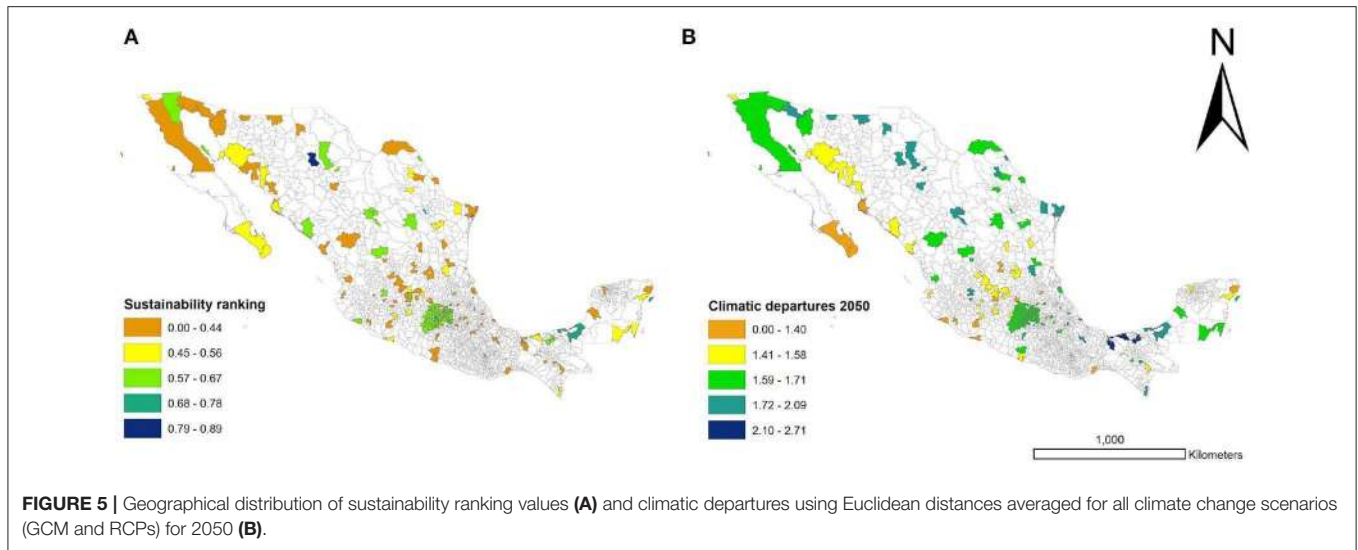 A
B
N
Sustainability ranking
0.00 - 0.44
0.45 - 0.56
0.57 - 0.67
0.68 - 0.78
0.79 - 0.89
Climatic departures 2050
0.00 - 1.40
1.41 - 1.58
1.59 - 1.71
1.72 - 2.09
2.10 - 2.71
1,000
Kilometers
FIGURE 5 | Geographical distribution of sustainability ranking values (A) and climatic departures using Euclidean distances averaged for all climate change scenarios
(GCM and RCPs) for 2050 (B).